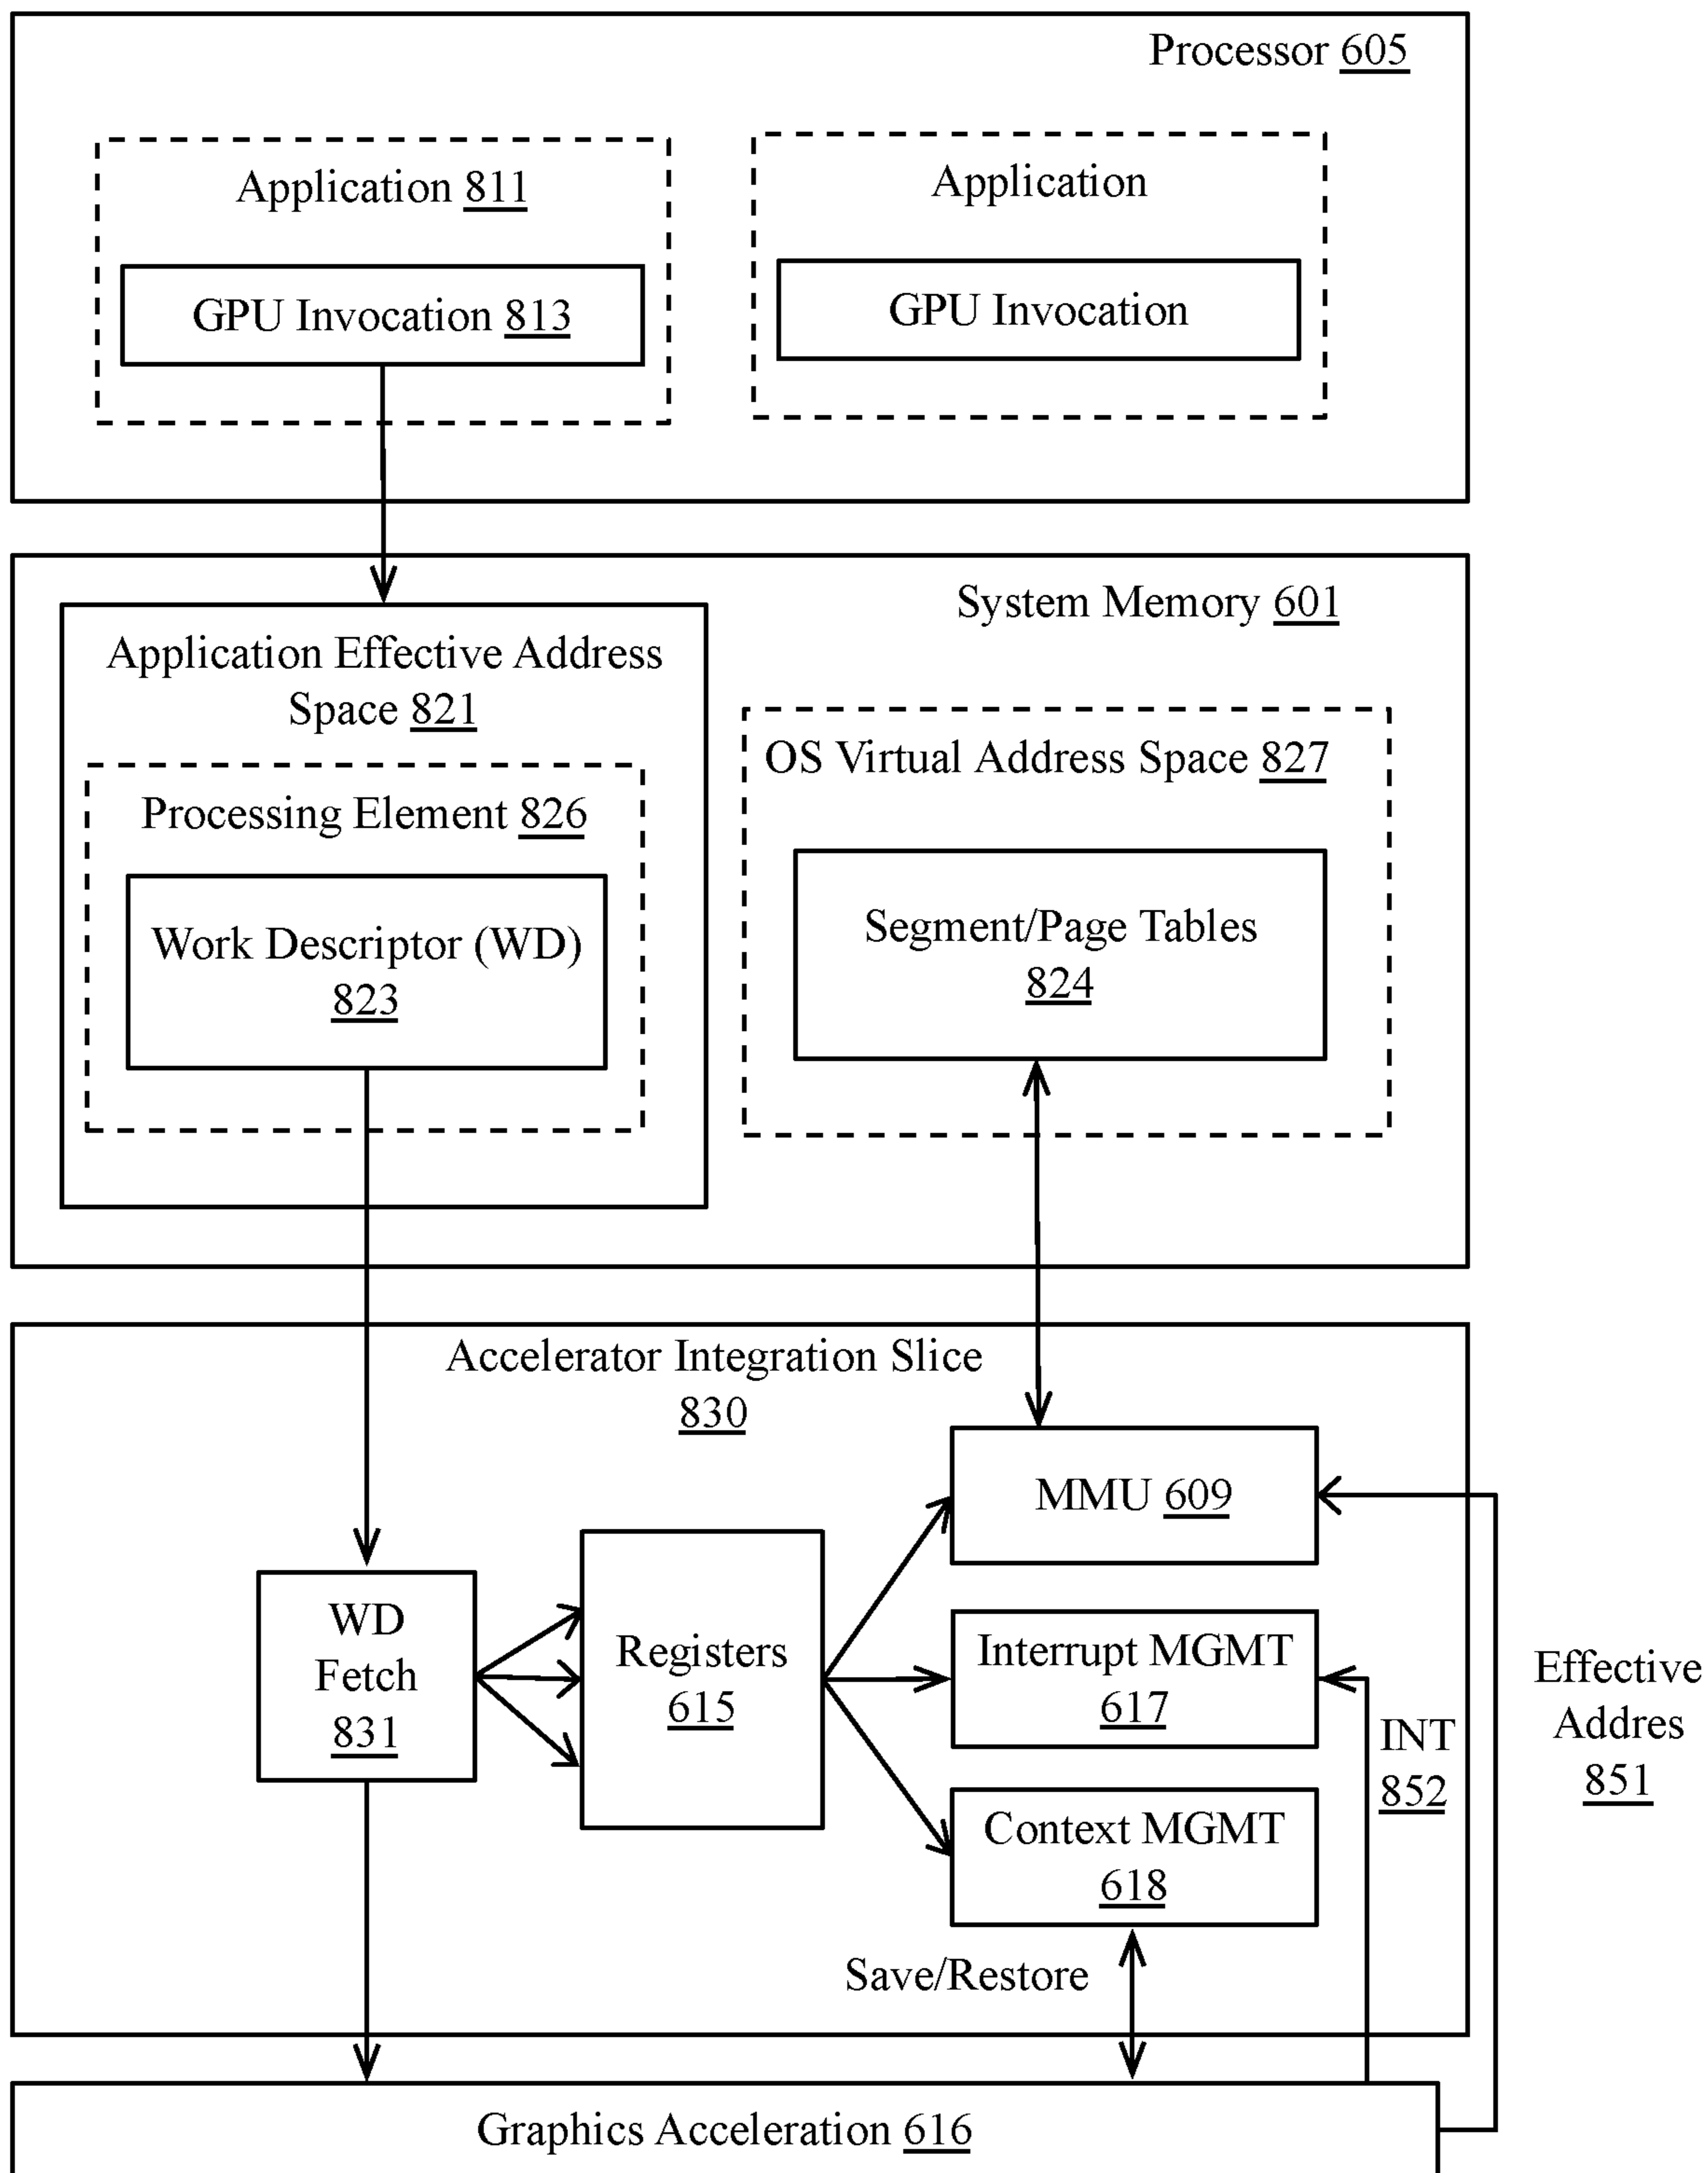 Processor 605
Application 811
GPU Invocation 813
Application
GPU Invocation
System Memory 601
Application Effective Address
Space 821
Processing Element 826
Work Descriptor (WD)
823
OS Virtual Address Space 827
Segment/Page Tables
824
Accelerator Integration Slice
830
WD
Fetch
831
Registers
615
MMU 609
Interrupt MGMT
617
Context MGMT
618
Save/Restore
INT
852
Effective
Addres
851
Graphics Acceleration 616